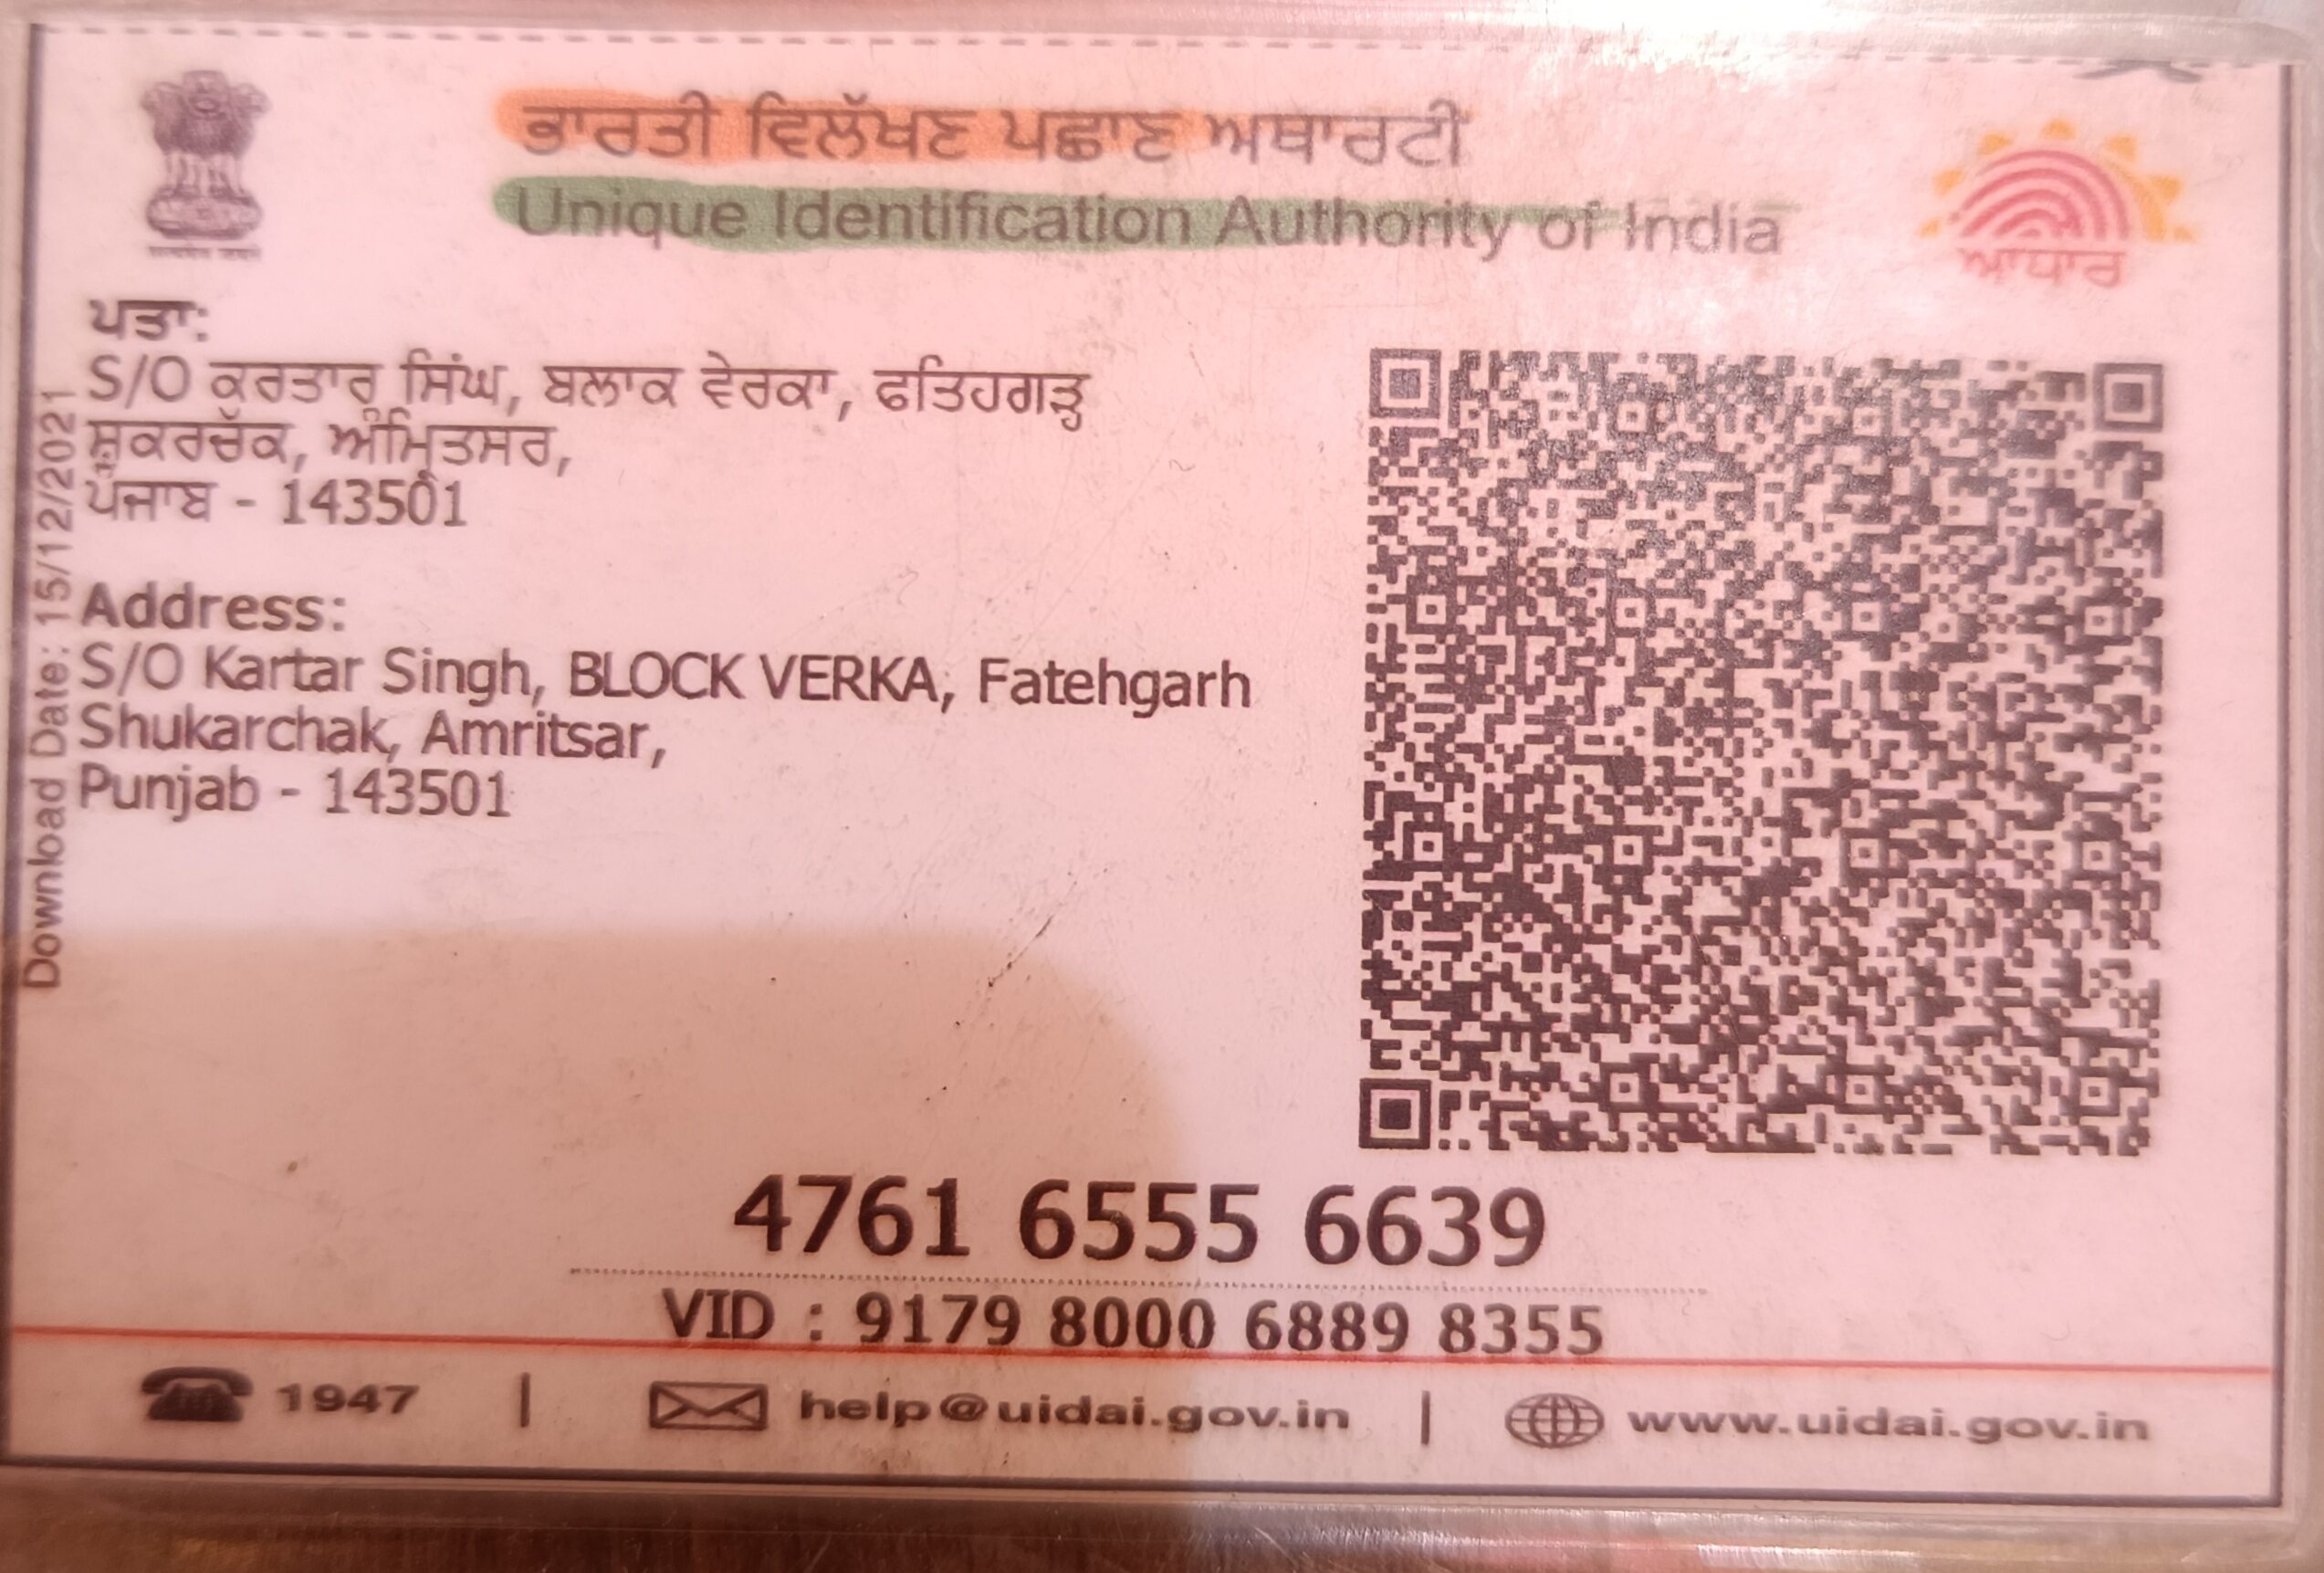 ਭਾਰਤੀ ਵਿਲੱਖਣ ਪਛਾਣ ਅਥਾਰਟੀ
Unique Identification Authority of India
ਆਧਾਰ
ਪਤਾ:
S/O ਕਰਤਾਰ ਸਿੰਘ, ਬਲਾਕ ਵੇਰਕਾ, ਫਤਿਹਗੜ੍ਹ
ਸ਼ੁਕਰਚੱਕ, ਅੰਮ੍ਰਿਤਸਰ,
ਪੰਜਾਬ - 143501
Address:
S/O Kartar Singh, BLOCK VERKA, Fatehgarh
Shukarchak, Amritsar,
Punjab - 143501
Download Date: 15/12/2021
4761 6555 6639
VID : 9179 8000 6889 8355
1947 | help@uidai.gov.in | www.uidai.gov.in